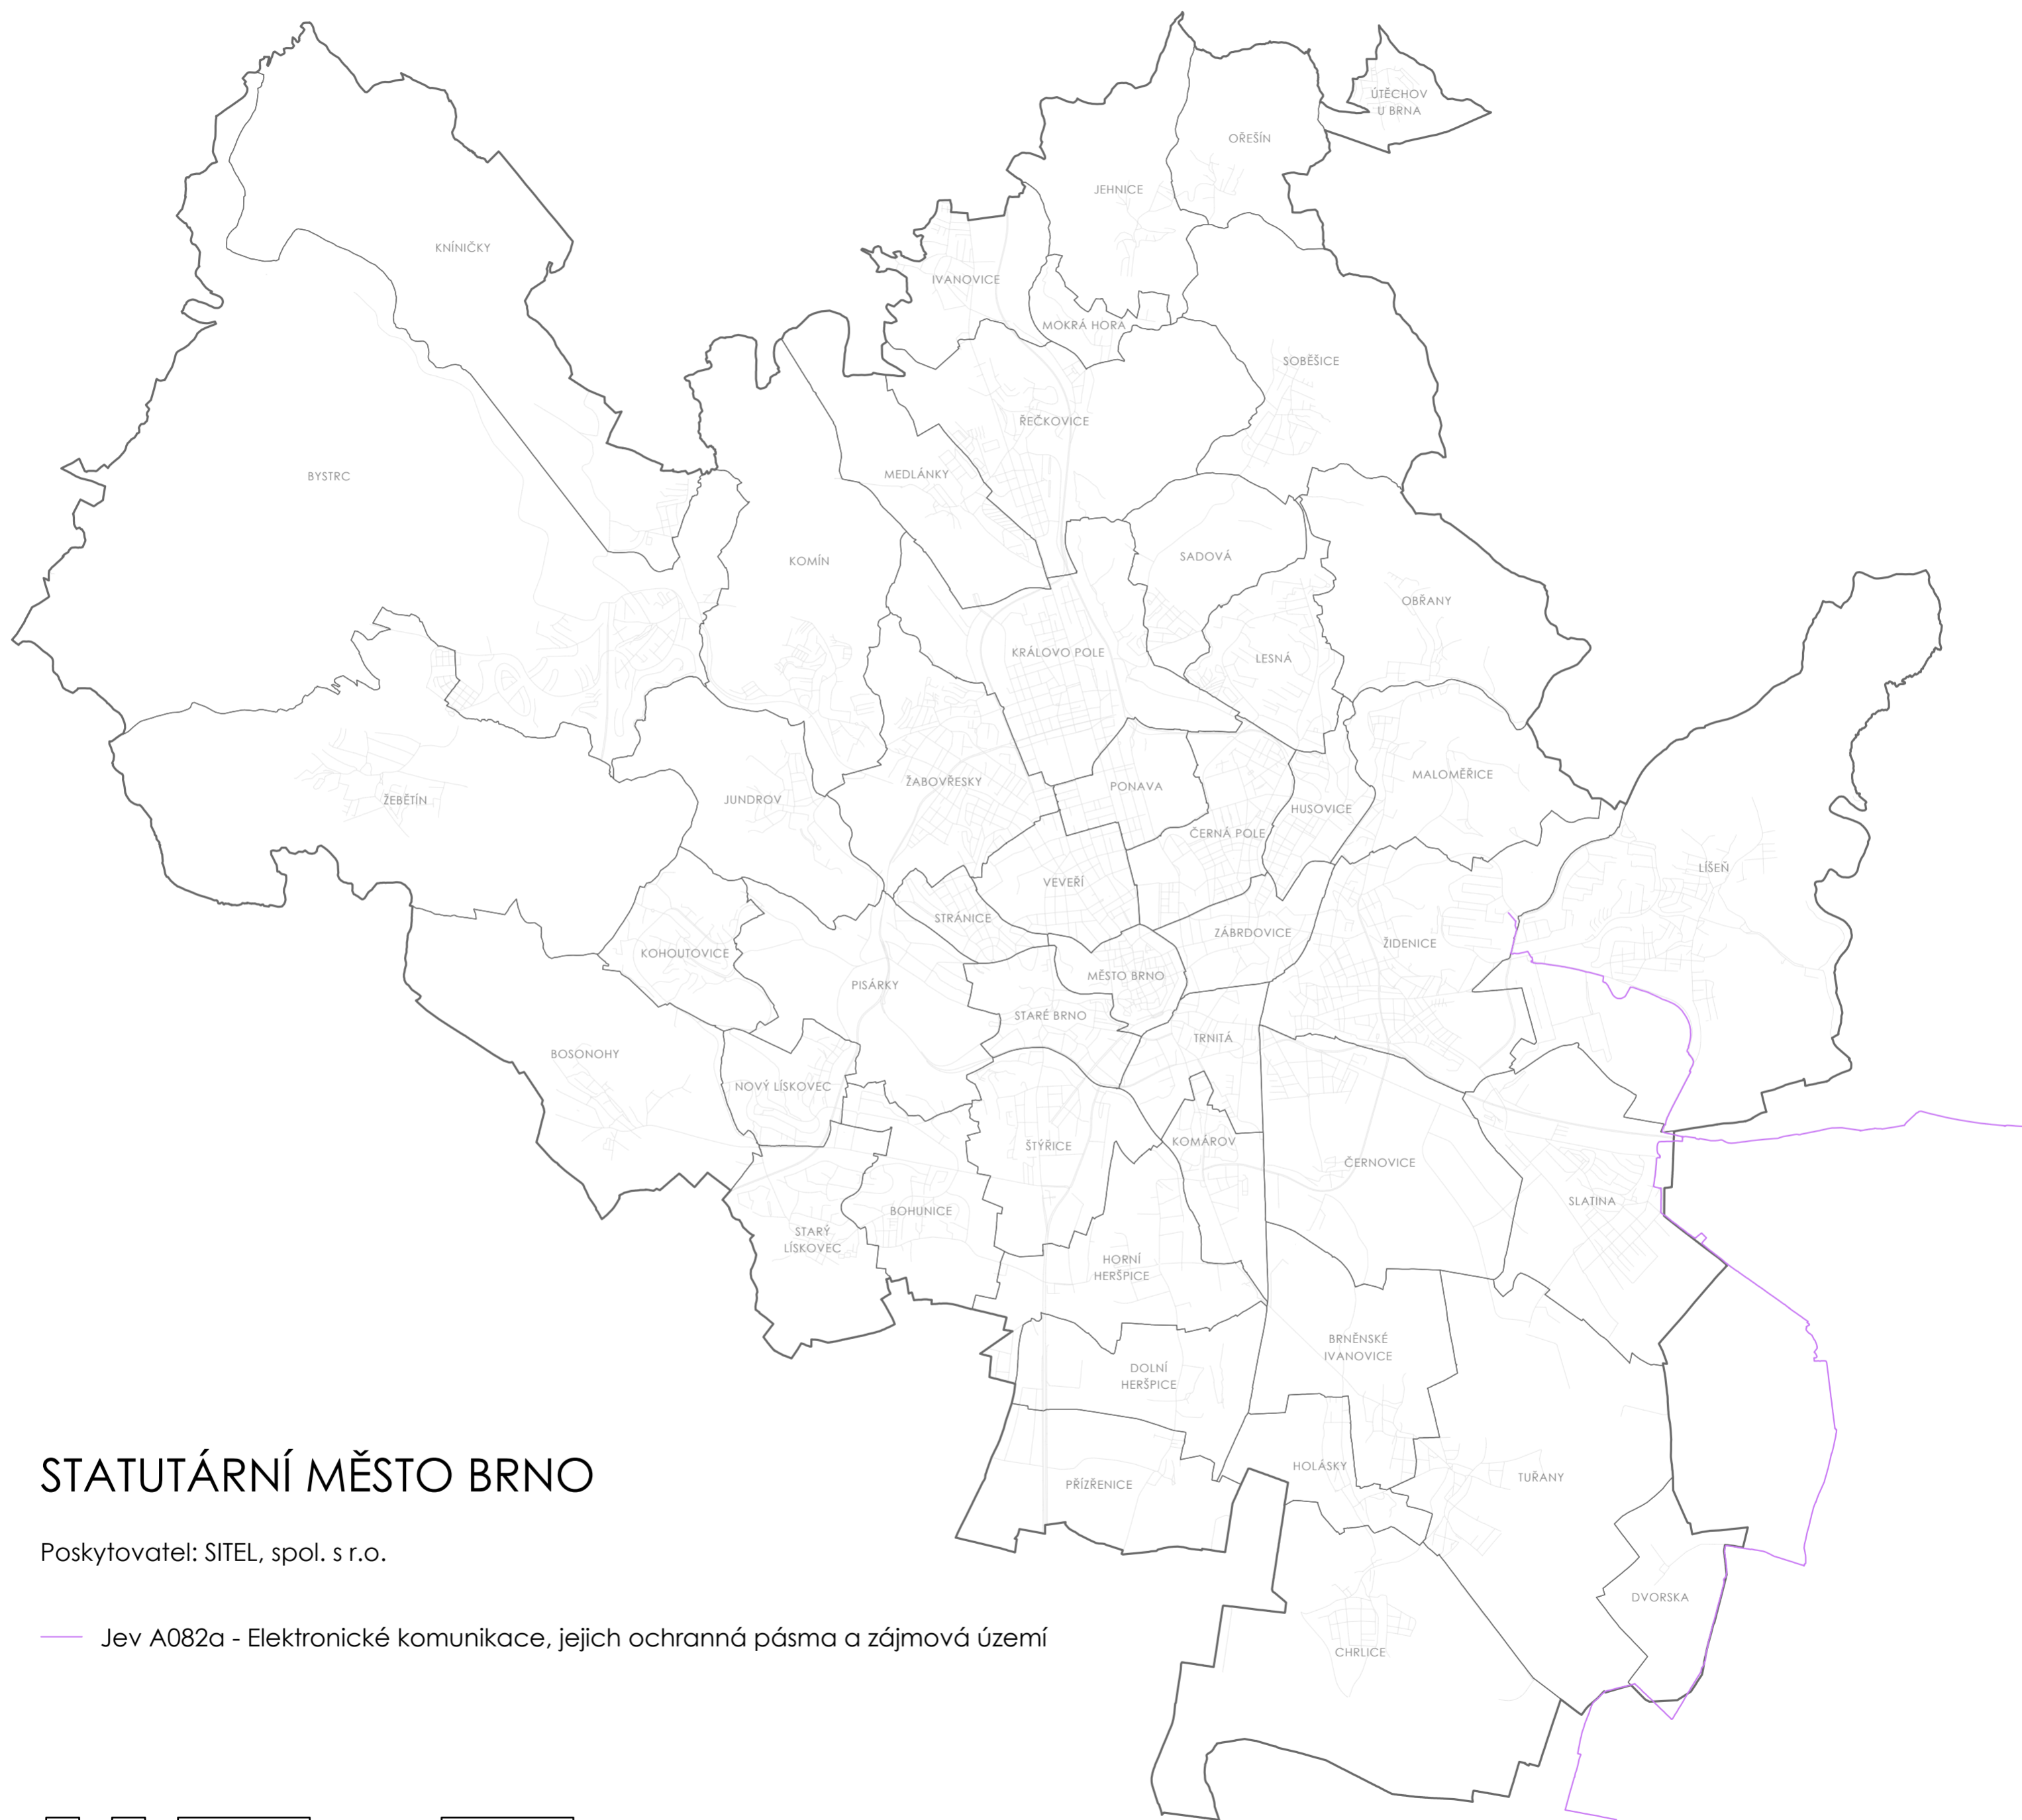 ÚTĚCHOV
U BRNA
OŘEŠÍN
JEHNICE
KNÍNIČKY
IVANOVICE
MOKRÁ HORA
SOBĚŠICE
ŘEČKOVICE
MEDLÁNKY
BYSTRC
SADOVÁ
KOMÍN
OBŘANY
KRÁLOVO POLE
LESNÁ
MALOMĚŘICE
ŽABOVŘESKY
PONAVA
ŽEBĚTÍN
JUNDROV
HUSOVICE
ČERNÁ POLE
LÍŠEŇ
VEVEŘÍ
STRÁNICE
ZÁBRDOVICE
ŽIDENICE
KOHOUTOVICE
MĚSTO BRNO
PISÁRKY
STARÉ BRNO
TRNITÁ
BOSONOHY
NOVÝ LÍSKOVEC
ŠTÝŘICE
KOMÁROV
ČERNOVICE
SLATINA
BOHUNICE
STARÝ
LÍSKOVEC
HORNÍ
HERŠPICE
BRNĚNSKÉ
IVANOVICE
DOLNÍ
HERŠPICE
HOLÁSKY
TUŘANY
PŘÍZŘENICE
DVORSKA
CHRLICE
STATUTÁRNÍ MĚSTO BRNO
Poskytovatel: SITEL, spol. s r.o.
Jev A082a - Elektronické komunikace, jejich ochranná pásma a zájmová území